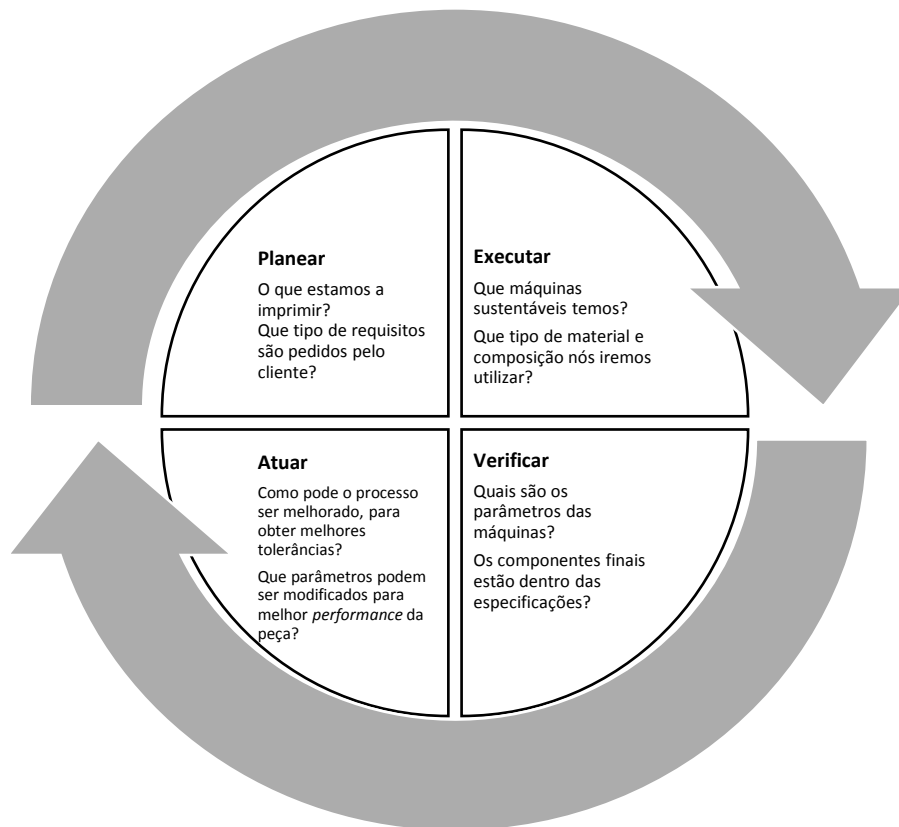 Planear
O que estamos a
imprimir?
Que tipo de requisitos
são pedidos pelo
cliente?
Executar
Que máquinas
sustentáveis temos?
Que tipo de material e
composição nós iremos
utilizar?
Atuar
Como pode o processo
ser melhorado, para
obter melhores
tolerâncias?
Que parâmetros podem
ser modificados para
melhor performance da
peça?
Verificar
Quais são os
parâmetros das
máquinas?
Os componentes finais
estão dentro das
especificações?